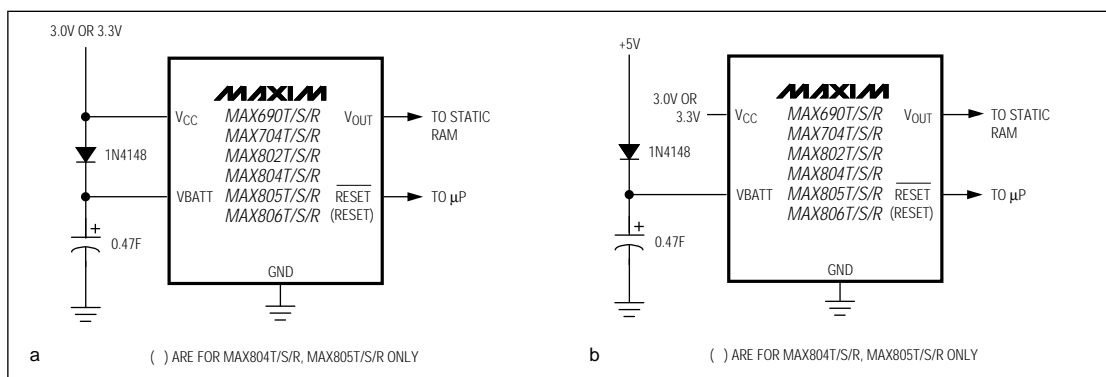 3.0V OR 3.3V
MAXIM
VCC
MAX690T/S/R
VOUT
TO STATIC
RAM
MAX704T/S/R
1N4148
MAX802T/S/R
MAX804T/S/R
VBATT
MAX805T/S/R
RESET
TO μP
MAX806T/S/R
(RESET)
+
0.47F
GND
a
( ) ARE FOR MAX804T/S/R, MAX805T/S/R ONLY
+5V
3.0V OR
3.3V
MAXIM
VCC
MAX690T/S/R
VOUT
TO STATIC
RAM
MAX704T/S/R
1N4148
MAX802T/S/R
MAX804T/S/R
VBATT
MAX805T/S/R
RESET
TO μP
MAX806T/S/R
(RESET)
+
0.47F
GND
b
( ) ARE FOR MAX804T/S/R, MAX805T/S/R ONLY